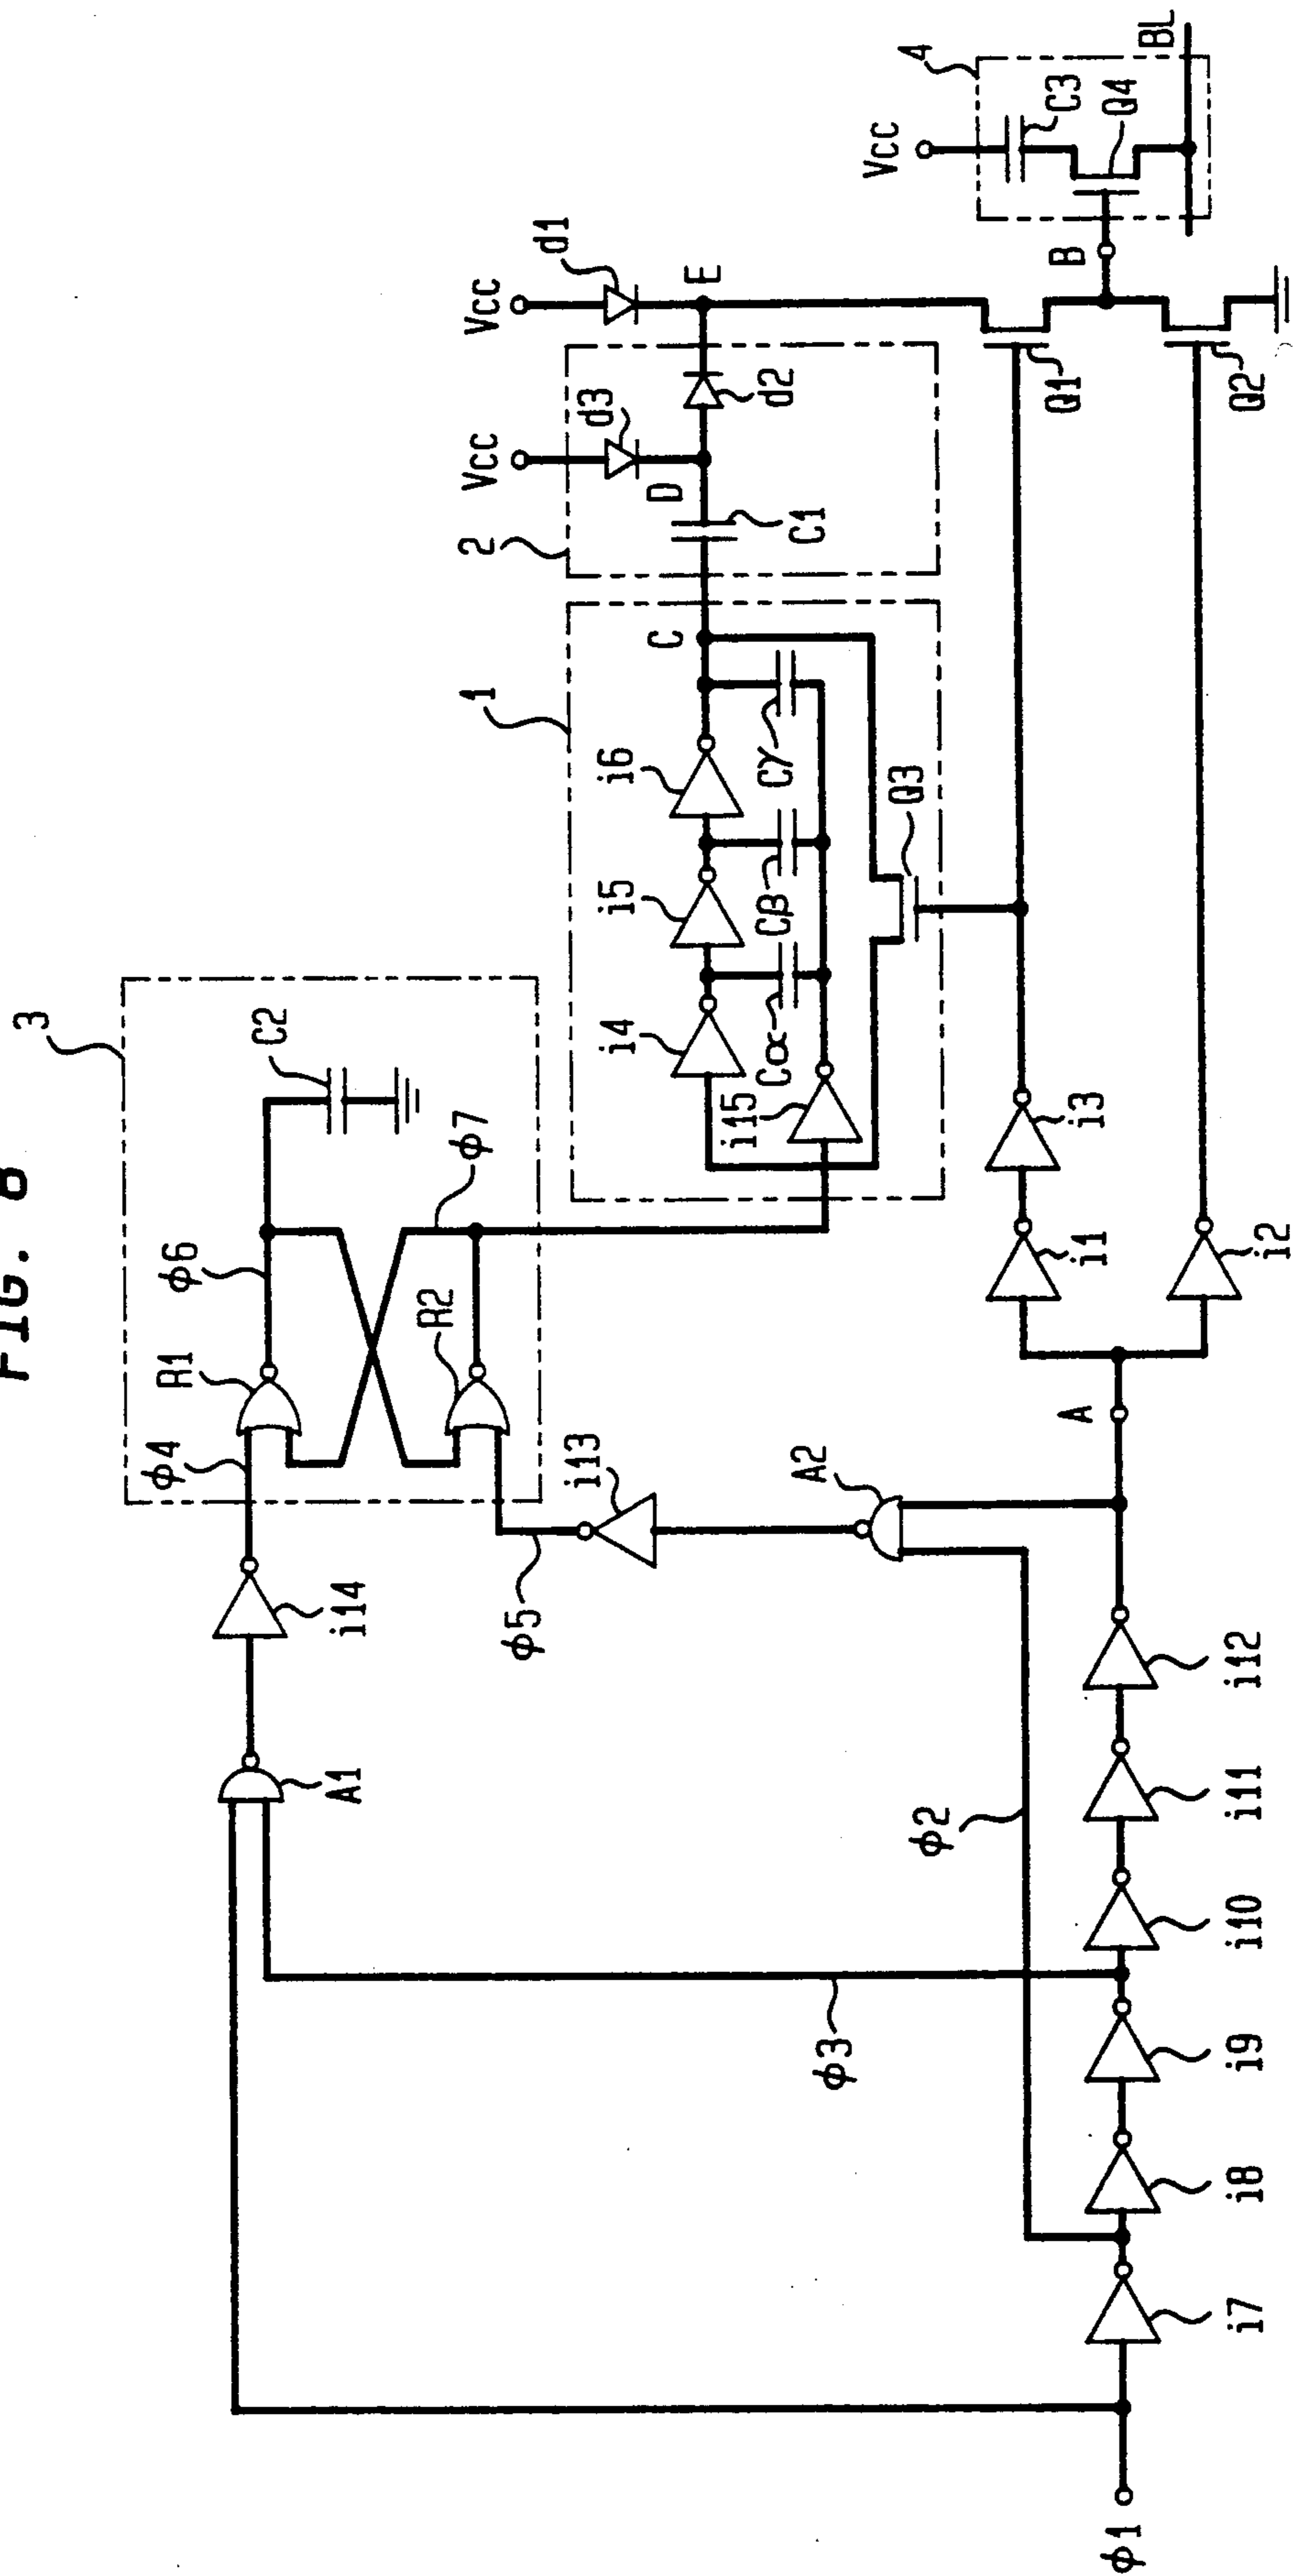 FIG. 8
3
R1
φ6
C2
φ4
φ7
R2
i14
A1
i13
φ5
1
i4
i5
i6
C
Cα
Cβ
Cγ
i15
Q3
2
Vcc
d3
D
C1
d2
Vcc
d1
E
4
Vcc
C3
Q4
BL
B
Q1
Q2
A2
A
i1
i3
i2
φ2
φ3
φ1
i7
i8
i9
i10
i11
i12